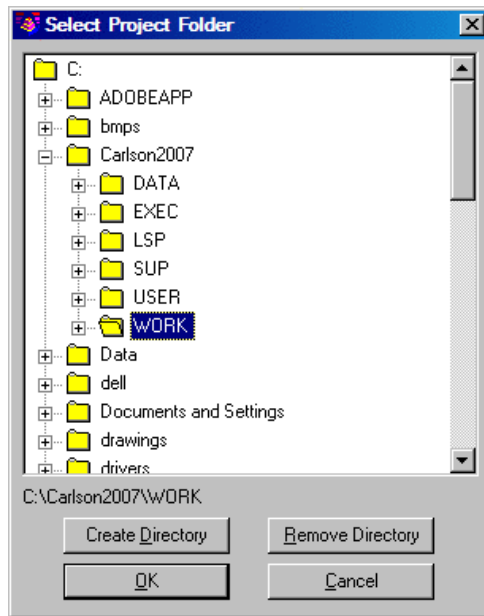 Select Project Folder
C:
ADOBEAPP
bmps
Carlson2007
DATA
EXEC
LSP
SUP
USER
WORK
Data
dell
Documents and Settings
drawings
drivers
C:\Carlson2007\WORK
Create Directory Remove Directory
OK Cancel